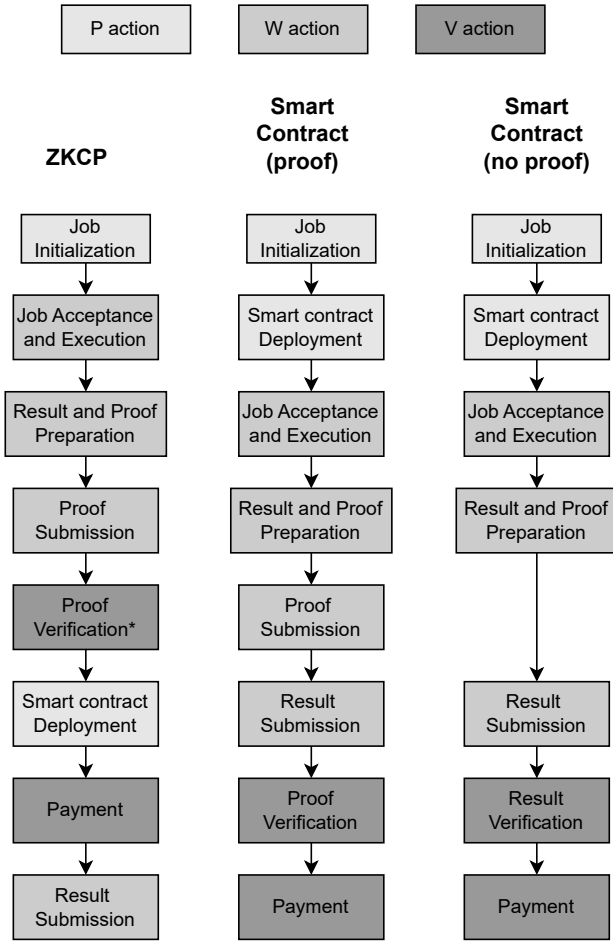 P action
W action
V action
ZKCP
Smart
Contract
(proof)
Smart
Contract
(no proof)
Job
Initialization
Job Acceptance
and Execution
Result and Proof
Preparation
Proof
Submission
Proof
Verification*
Smart contract
Deployment
Payment
Result
Submission
Job
Initialization
Smart contract
Deployment
Job Acceptance
and Execution
Result and Proof
Preparation
Proof
Submission
Result
Submission
Proof
Verification
Payment
Job
Initialization
Smart contract
Deployment
Job Acceptance
and Execution
Result and Proof
Preparation
Result
Submission
Result
Verification
Payment